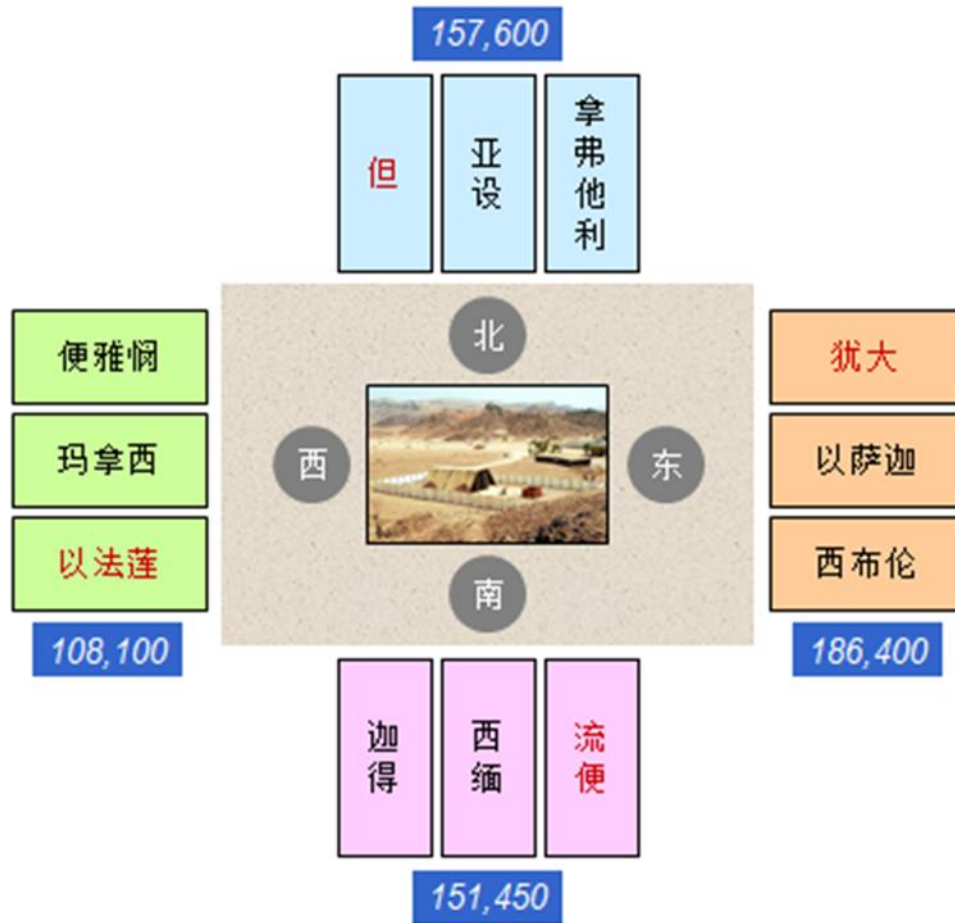 157,600
但
亚设
拿弗他利
北
便雅悯
玛拿西
以法莲
108,100
西
东
犹大
以萨迦
西布伦
186,400
南
迦得
西缅
流便
151,450